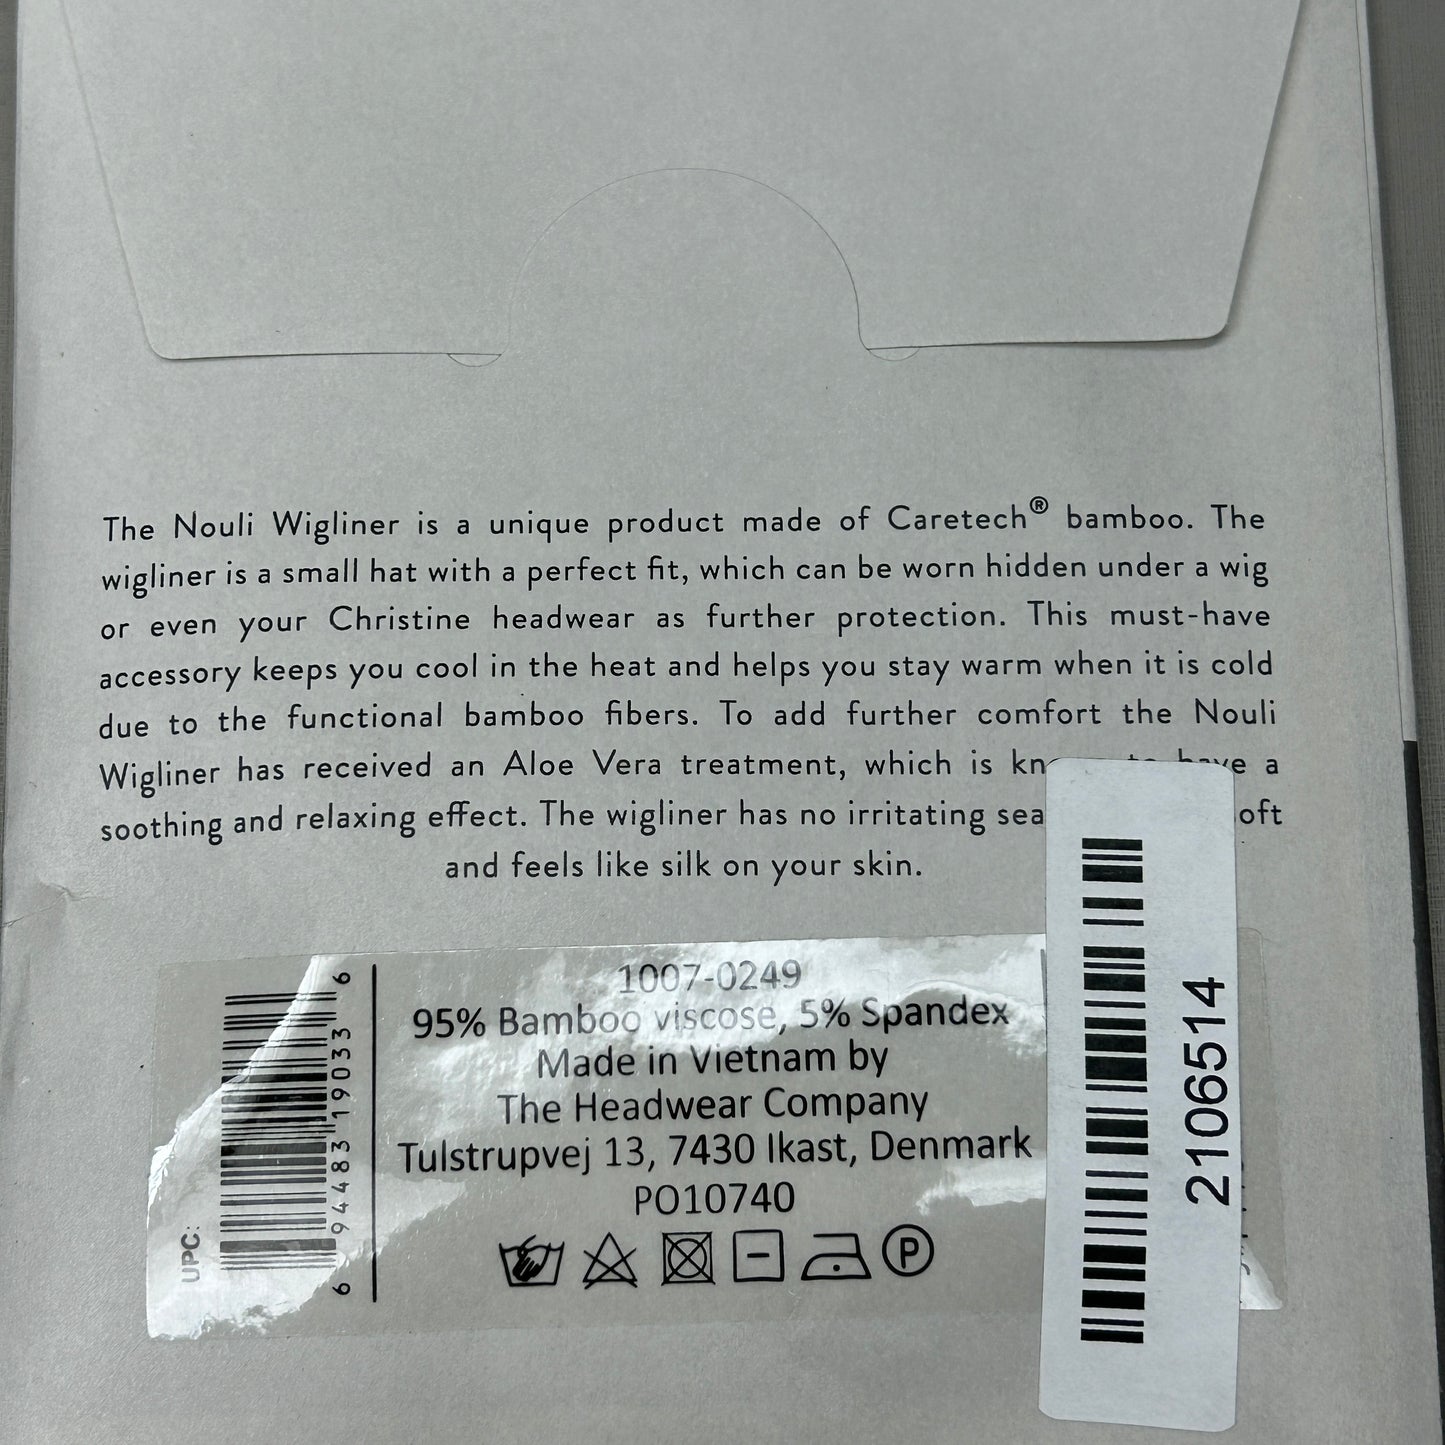 The Nouli Wigliner is a unique product made of Caretech® bamboo. The
wigliner is a small hat with a perfect fit, which can be worn hidden under a wig
or even your Christine headwear as further protection. This must-have
accessory keeps you cool in the heat and helps you stay warm when it is cold
due to the functional bamboo fibers. To add further comfort the Nouli
Wigliner has received an Aloe Vera treatment, which is have a
soothing and relaxing effect. The wigliner has no irritating
and feels like silk on your skin.
UPC:
6 94483 19033 6
1007-0249
95% Bamboo viscose, 5% Spandex
Made in Vietnam by
The Headwear Company
Tulstrupvej 13, 7430 Ikast, Denmark
PO10740
P
2106514